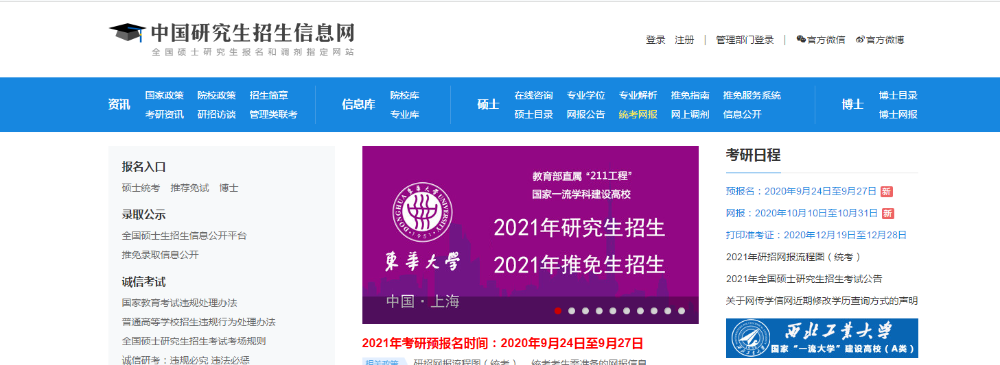 中国研究生招生信息网
全国硕士研究生报名和调剂指定网站
登录 注册 | 管理部门登录 | 官方微信 官方微博
资讯
国家政策 院校政策 招生简章
考研资讯 研招访谈 管理类联考
信息库
院校库
专业库
硕士
在线咨询 专业学位 专业解析 推免指南 推免服务系统
硕士目录 网报公告 统考网报 网上调剂 信息公开
博士
博士目录
博士网报
报名入口
硕士统考 推荐免试 博士
录取公示
全国硕士生招生信息公开平台
推免录取信息公开
诚信考试
国家教育考试违规处理办法
普通高等学校招生违规行为处理办法
全国硕士研究生招生考试考场规则
诚信研考：违规必究 违法必惩
教育部直属“211工程”
国家一流学科建设高校
2021年研究生招生
2021年推免生招生
東華大学
DONGHUA UNIVERSITY
1951
東華大学
中国·上海
2021年考研预报名时间：2020年9月24日至9月27日
相关政策 研招网报流程图（统考） 统考考生需准备的网报信息
考研日程
预报名：2020年9月24日至9月27日 新
网报：2020年10月10日至10月31日 新
打印准考证：2020年12月19日至12月28日
2021年研招网报流程图（统考）
2021年全国硕士研究生招生考试公告
关于网传学信网近期修改学历查询方式的声明
西北工业大学
国家“一流大学”建设高校（A类）